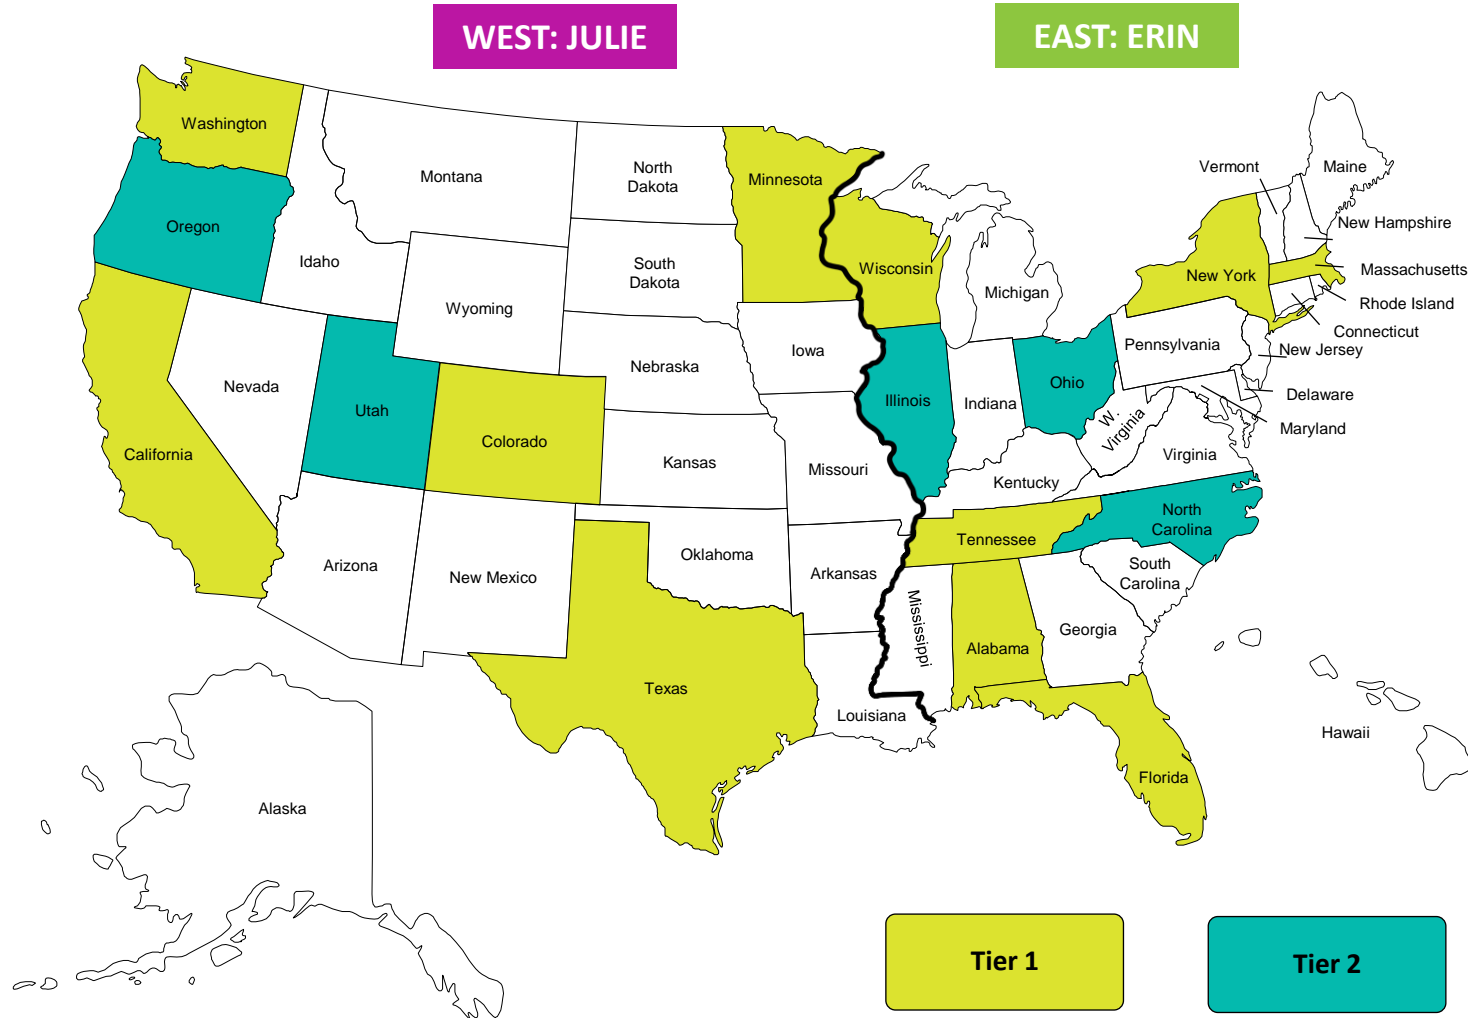 WEST: JULIE
EAST: ERIN
Washington
Montana
North
Dakota
Minnesota
Vermont
Maine
Oregon
Idaho
Wyoming
South
Dakota
Wisconsin
Michigan
New York
New Hampshire
Massachusetts
Rhode Island
Connecticut
New Jersey
Pennsylvania
Iowa
Nebraska
Nevada
Utah
Colorado
Illinois
Indiana
Ohio
W.
Virginia
Delaware
Maryland
California
Kansas
Missouri
Kentucky
Virginia
Arizona
New Mexico
Oklahoma
Arkansas
Tennessee
North
Carolina
South
Carolina
Mississippi
Alabama
Georgia
Texas
Louisiana
Florida
Hawaii
Alaska
Tier 1
Tier 2